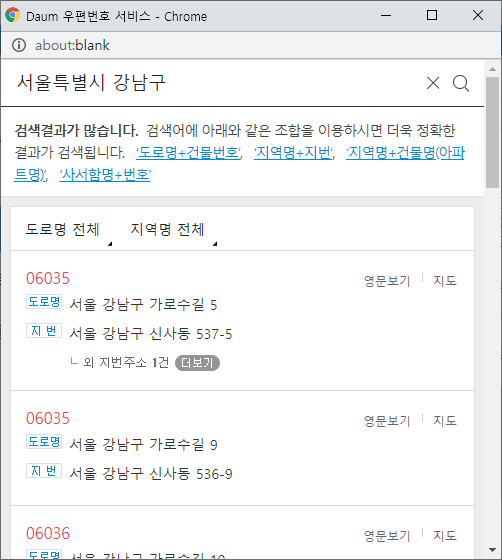 Daum 우편번호 서비스 - Chrome
about:blank
서울특별시 강남구
검색결과가 많습니다. 검색어에 아래와 같은 조합을 이용하시면 더욱 정확한
결과가 검색됩니다. '도로명+건물번호', '지역명+지번', '지역명+건물명(아파
트명)', '사서함명+번호'
도로명 전체 지역명 전체
06035 영문보기 지도
도로명 서울 강남구 가로수길 5
지 번 서울 강남구 신사동 537-5
└ 외 지번주소 1건 더보기
06035 영문보기 지도
도로명 서울 강남구 가로수길 9
지 번 서울 강남구 신사동 536-9
06036 영문보기 지도
도로명 서울 강남구 가로수길 10